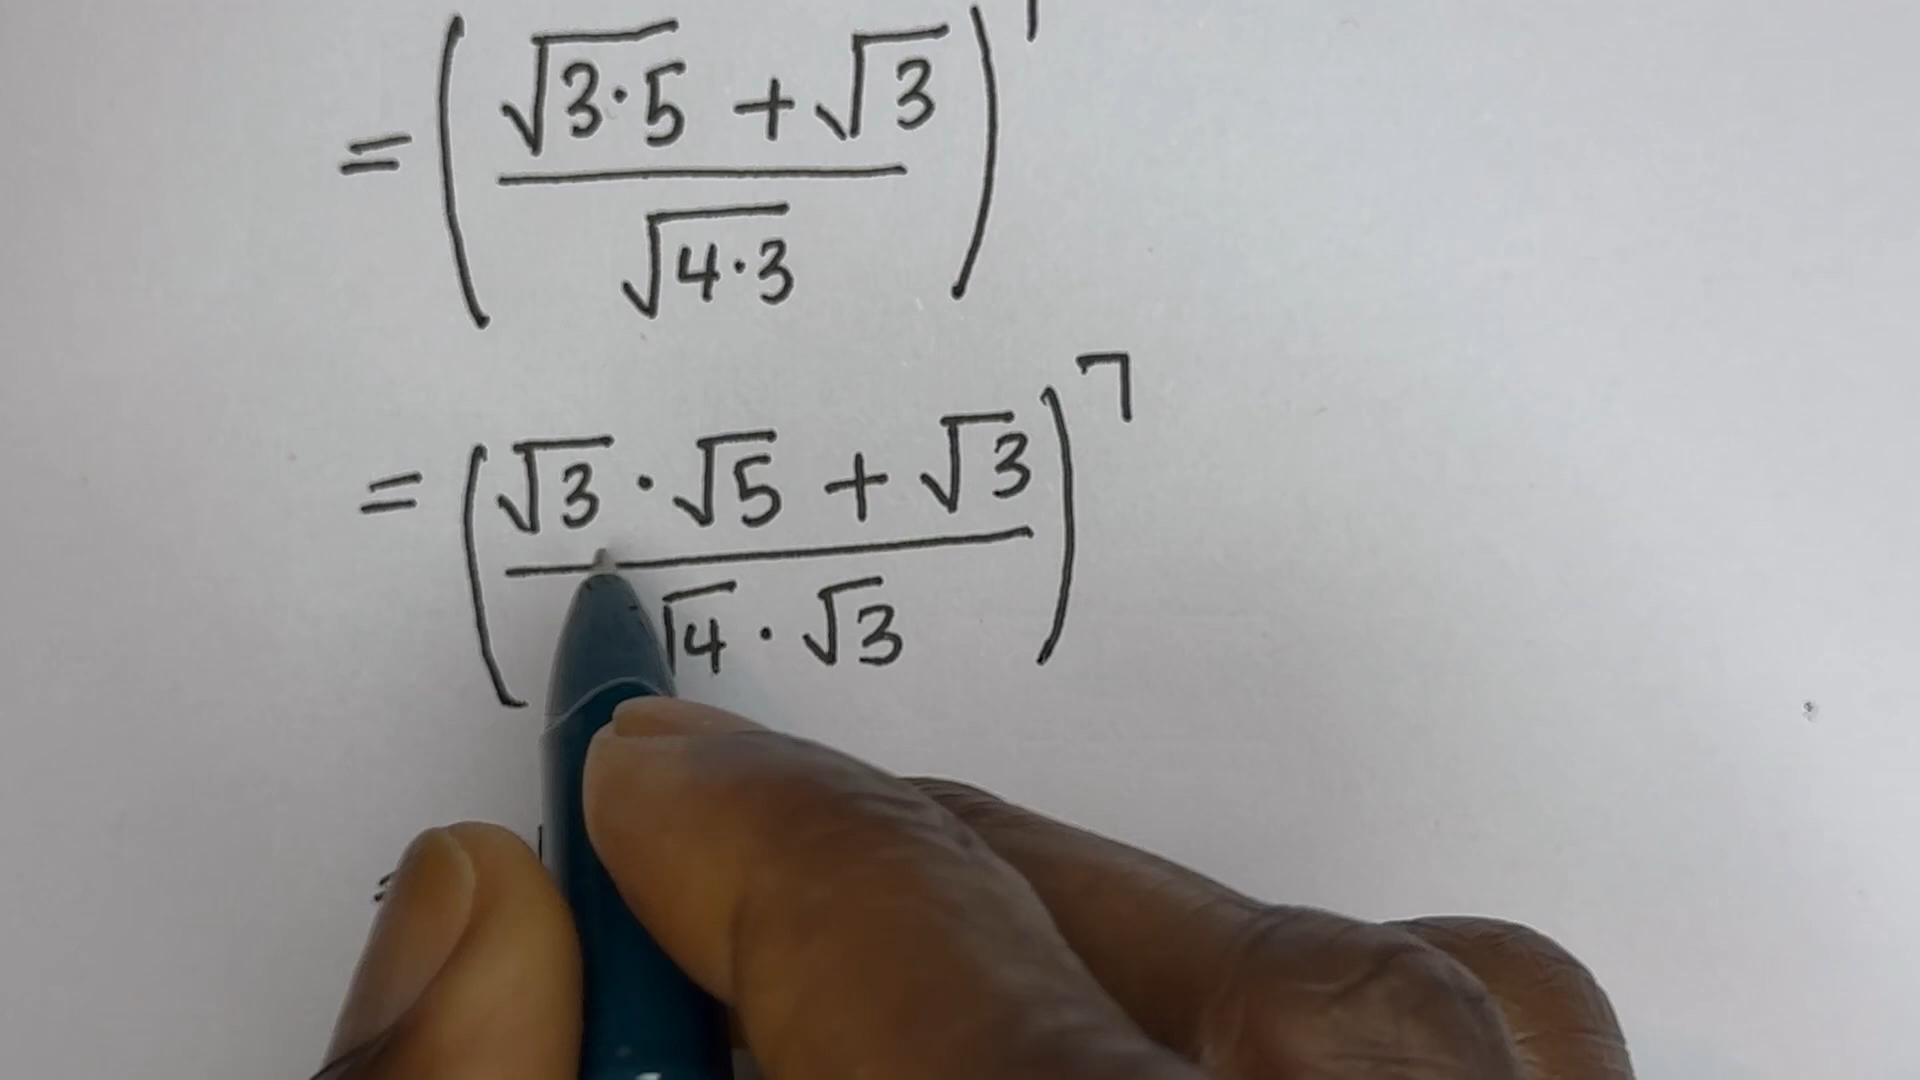 = ( (√(3·5) + √3) / √(4·3) )
= ( (√3 · √5 + √3) / (√4 · √3) )^7